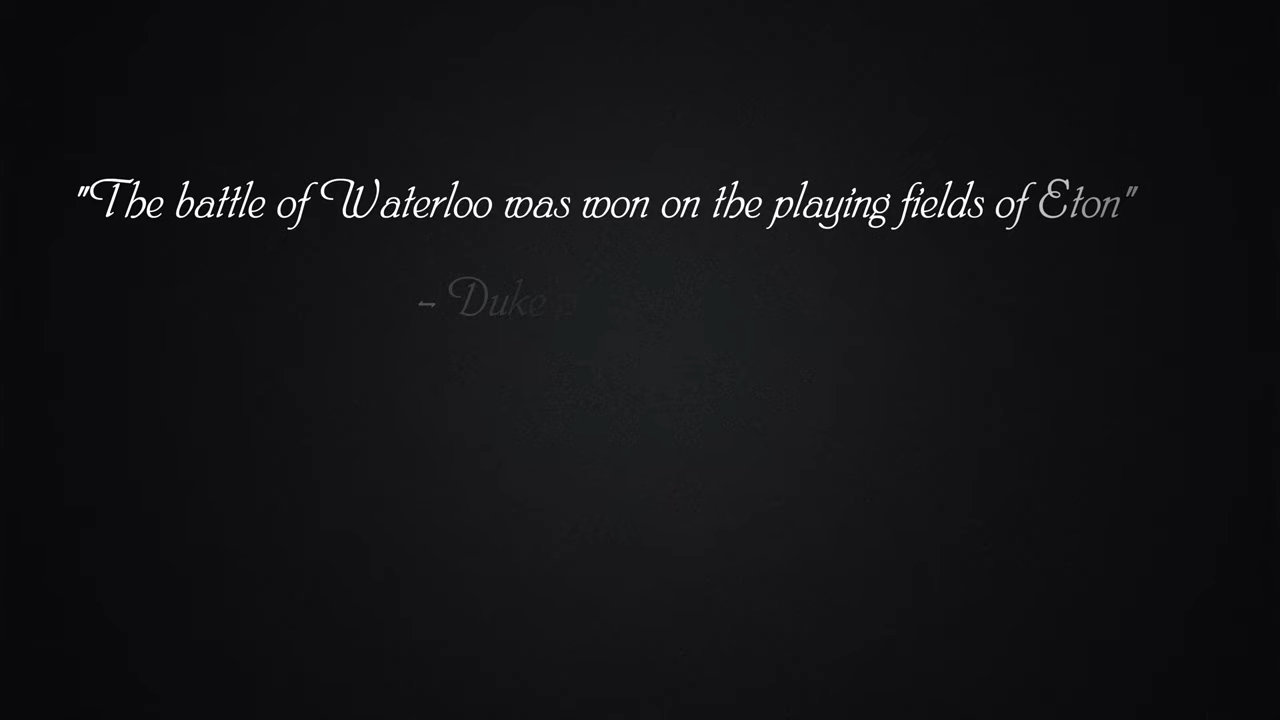 "The battle of Waterloo was won on the playing fields of Eton"
~ Duke